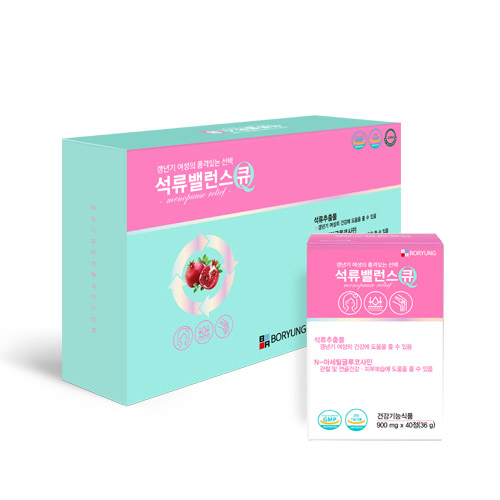 갱년기 여성의 품격있는 선택
석류밸런스큐
- menopause relief -
석류추출물
- 갱년기 여성의 건강에 도움을 줄 수 있음
BORYUNG
BORYUNG
갱년기 여성의 품격있는 선택
석류밸런스큐
menopause relief
석류추출물
갱년기 여성의 건강에 도움을 줄 수 있음
N-아세틸글루코사민
관절 및 연골건강 · 피부보습에 도움을 줄 수 있음
GMP
건강기능식품
900 mg x 40정(36 g)